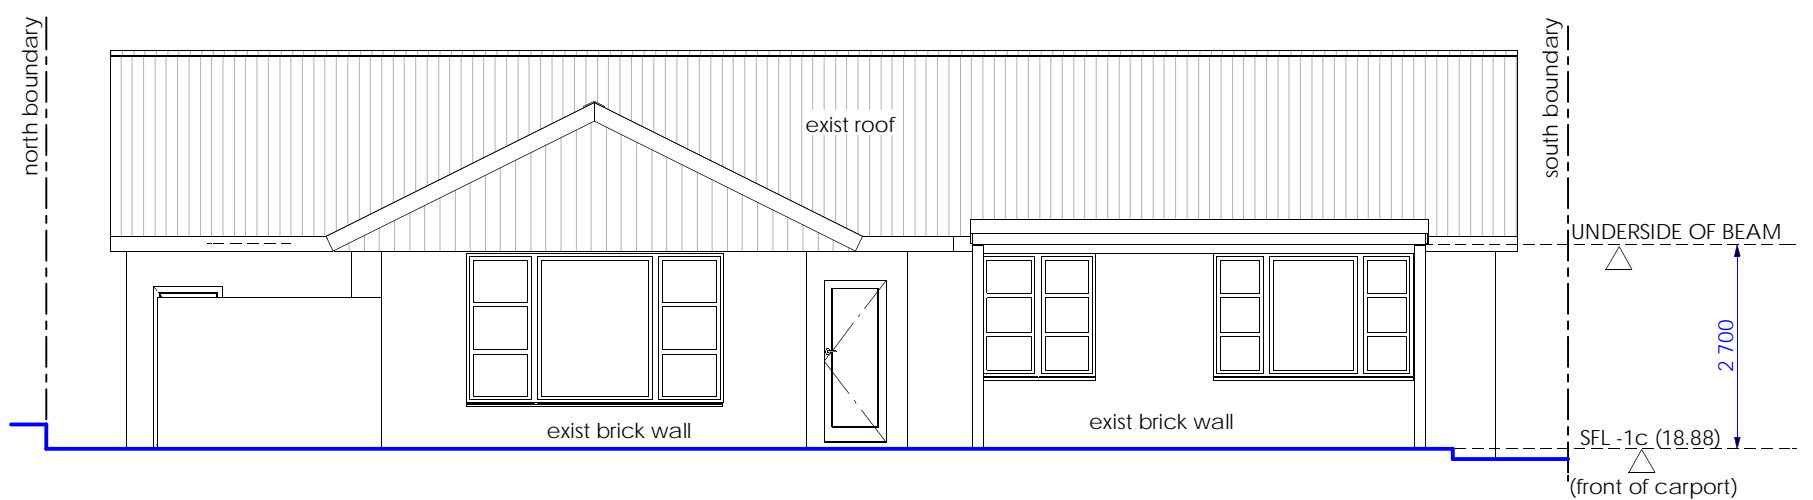 north boundary
exist roof
south boundary
UNDERSIDE OF BEAM
2 700
exist brick wall
exist brick wall
SFL -1c (18.88)
(front of carport)